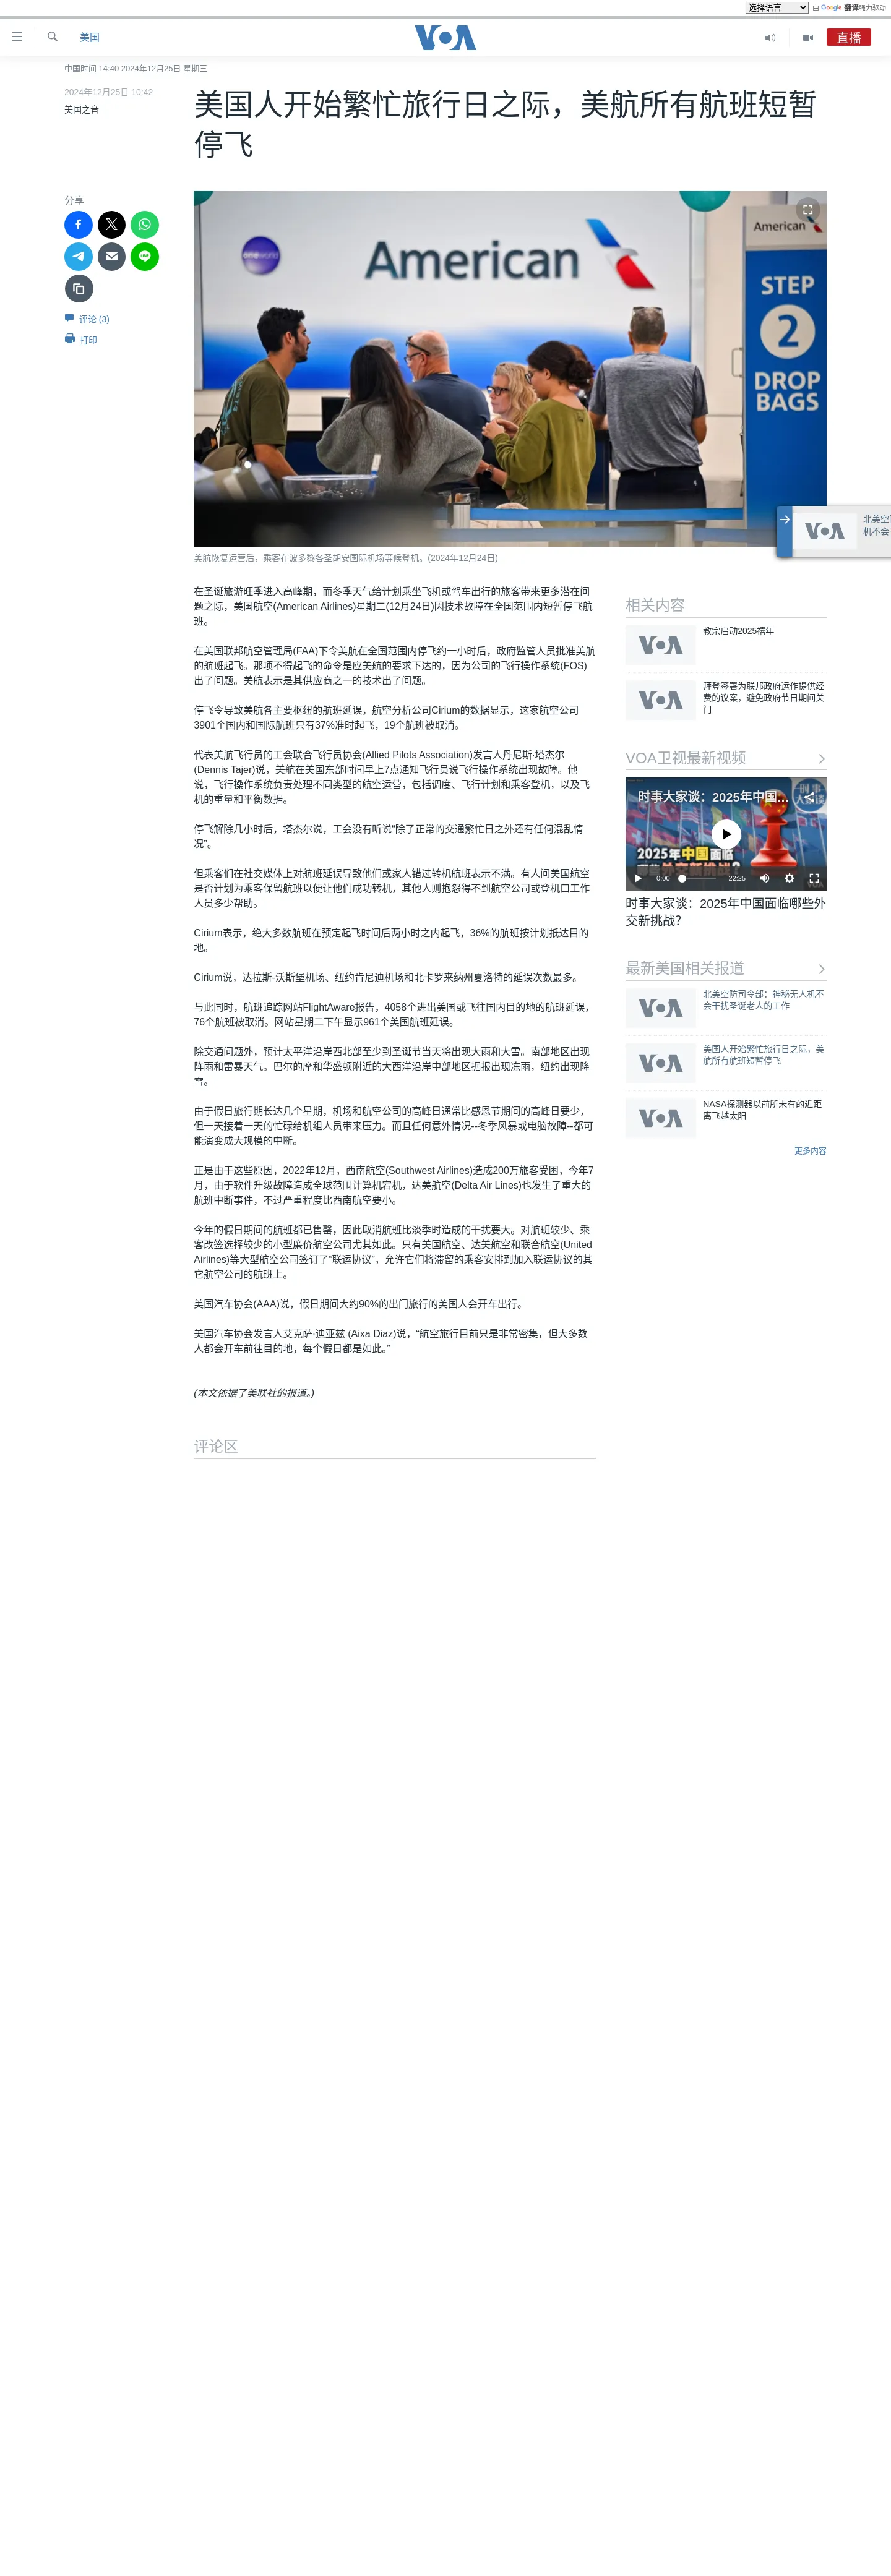 选择语言 由 Google 翻译强力驱动
美国
VOA
直播
中国时间 14:40 2024年12月25日 星期三
2024年12月25日 10:42
美国之音
美国人开始繁忙旅行日之际，美航所有航班短暂
停飞
分享
评论 (3)
打印
oneworld
American
American
STEP
2
DROP
BAGS
美航恢复运营后，乘客在波多黎各圣胡安国际机场等候登机。(2024年12月24日)
在圣诞旅游旺季进入高峰期，而冬季天气给计划乘坐飞机或驾车出行的旅客带来更多潜在问
题之际，美国航空(American Airlines)星期二(12月24日)因技术故障在全国范围内短暂停飞航
班。
在美国联邦航空管理局(FAA)下令美航在全国范围内停飞约一小时后，政府监管人员批准美航
的航班起飞。那项不得起飞的命令是应美航的要求下达的，因为公司的飞行操作系统(FOS)
出了问题。美航表示是其供应商之一的技术出了问题。
停飞令导致美航各主要枢纽的航班延误，航空分析公司Cirium的数据显示，这家航空公司
3901个国内和国际航班只有37%准时起飞，19个航班被取消。
代表美航飞行员的工会联合飞行员协会(Allied Pilots Association)发言人丹尼斯·塔杰尔
(Dennis Tajer)说，美航在美国东部时间早上7点通知飞行员说飞行操作系统出现故障。他
说，飞行操作系统负责处理不同类型的航空运营，包括调度、飞行计划和乘客登机，以及飞
机的重量和平衡数据。
停飞解除几小时后，塔杰尔说，工会没有听说“除了正常的交通繁忙日之外还有任何混乱情
况”。
但乘客们在社交媒体上对航班延误导致他们或家人错过转机航班表示不满。有人问美国航空
是否计划为乘客保留航班以便让他们成功转机，其他人则抱怨得不到航空公司或登机口工作
人员多少帮助。
Cirium表示，绝大多数航班在预定起飞时间后两小时之内起飞，36%的航班按计划抵达目的
地。
Cirium说，达拉斯-沃斯堡机场、纽约肯尼迪机场和北卡罗来纳州夏洛特的延误次数最多。
与此同时，航班追踪网站FlightAware报告，4058个进出美国或飞往国内目的地的航班延误，
76个航班被取消。网站星期二下午显示961个美国航班延误。
除交通问题外，预计太平洋沿岸西北部至少到圣诞节当天将出现大雨和大雪。南部地区出现
阵雨和雷暴天气。巴尔的摩和华盛顿附近的大西洋沿岸中部地区据报出现冻雨，纽约出现降
雪。
由于假日旅行期长达几个星期，机场和航空公司的高峰日通常比感恩节期间的高峰日要少，
但一天接着一天的忙碌给机组人员带来压力。而且任何意外情况--冬季风暴或电脑故障--都可
能演变成大规模的中断。
正是由于这些原因，2022年12月，西南航空(Southwest Airlines)造成200万旅客受困，今年7
月，由于软件升级故障造成全球范围计算机宕机，达美航空(Delta Air Lines)也发生了重大的
航班中断事件，不过严重程度比西南航空要小。
今年的假日期间的航班都已售罄，因此取消航班比淡季时造成的干扰要大。对航班较少、乘
客改签选择较少的小型廉价航空公司尤其如此。只有美国航空、达美航空和联合航空(United
Airlines)等大型航空公司签订了“联运协议”，允许它们将滞留的乘客安排到加入联运协议的其
它航空公司的航班上。
美国汽车协会(AAA)说，假日期间大约90%的出门旅行的美国人会开车出行。
美国汽车协会发言人艾克萨·迪亚兹 (Aixa Diaz)说，“航空旅行目前只是非常密集，但大多数
人都会开车前往目的地，每个假日都是如此。”
(本文依据了美联社的报道。)
评论区
VOA
北美空防
机不会干
相关内容
VOA
教宗启动2025禧年
VOA
拜登签署为联邦政府运作提供经
费的议案，避免政府节日期间关
门
VOA卫视最新视频
时事大家谈：2025年中国...
2025年中国面临
0:00 22:25
时事大家谈：2025年中国面临哪些外
交新挑战？
最新美国相关报道
VOA
北美空防司令部：神秘无人机不
会干扰圣诞老人的工作
VOA
美国人开始繁忙旅行日之际，美
航所有航班短暂停飞
VOA
NASA探测器以前所未有的近距
离飞越太阳
更多内容